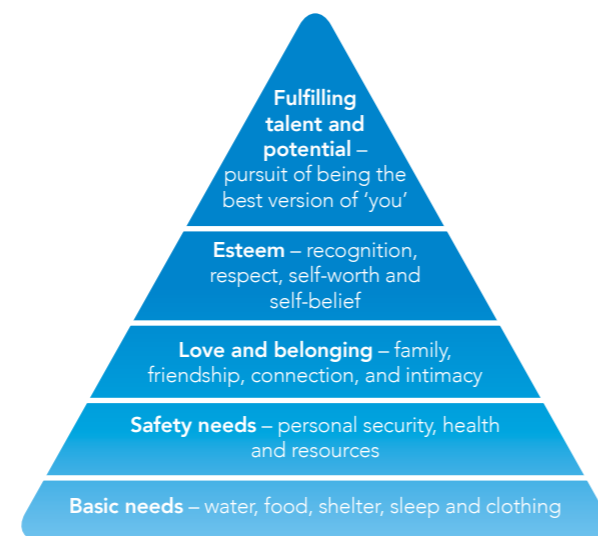 Fulfilling
talent and
potential –
pursuit of being the
best version of ‘you’
Esteem – recognition,
respect, self-worth and
self-belief
Love and belonging – family,
friendship, connection, and intimacy
Safety needs – personal security, health
and resources
Basic needs – water, food, shelter, sleep and clothing